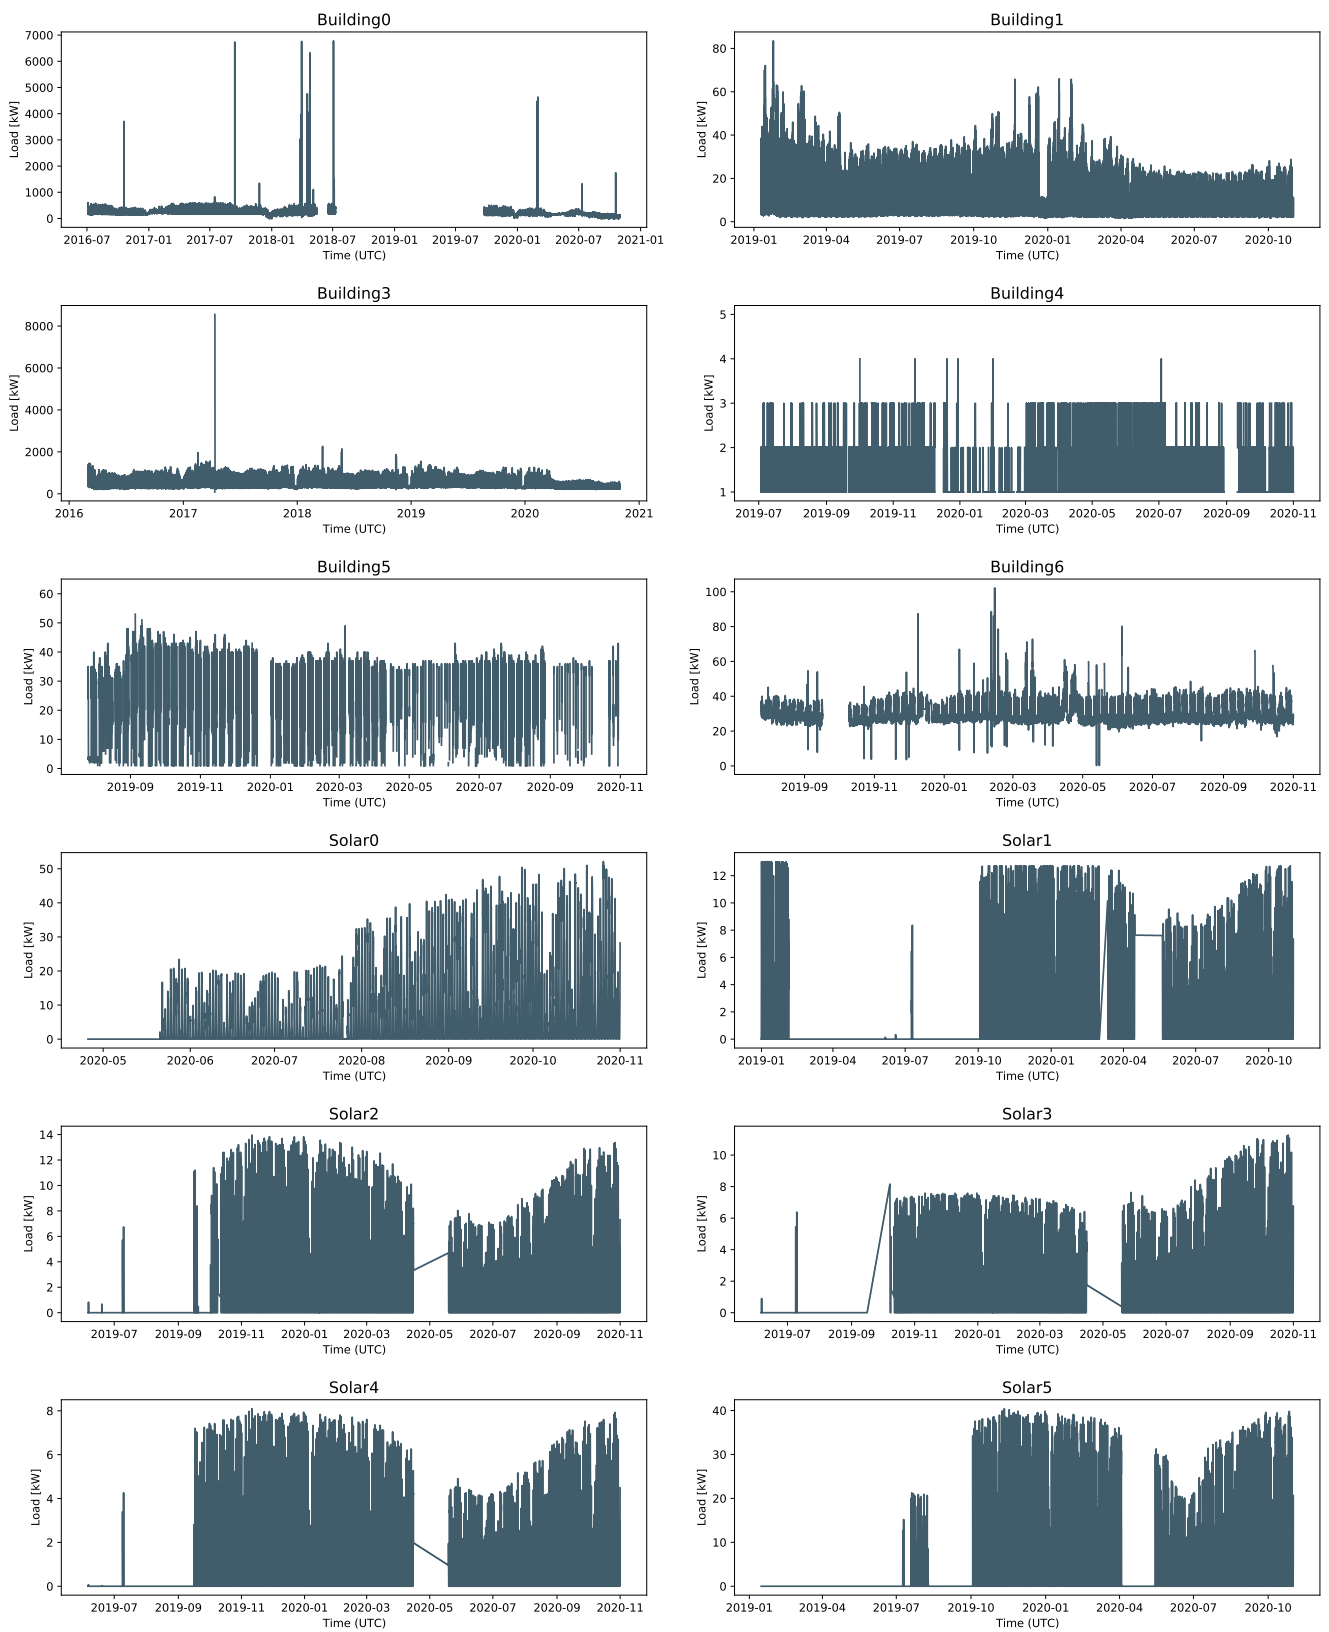 Building0
7000
6000
5000
4000
3000
2000
1000
0
Load [kW]
2016-07 2017-01 2017-07 2018-01 2018-07 2019-01 2019-07 2020-01 2020-07 2021-01
Time (UTC)
Building1
80
60
40
20
0
Load [kW]
2019-01 2019-04 2019-07 2019-10 2020-01 2020-04 2020-07 2020-10
Time (UTC)
Building3
8000
6000
4000
2000
0
Load [kW]
2016 2017 2018 2019 2020 2021
Time (UTC)
Building4
5
4
3
2
1
Load [kW]
2019-07 2019-09 2019-11 2020-01 2020-03 2020-05 2020-07 2020-09 2020-11
Time (UTC)
Building5
60
50
40
30
20
10
0
Load [kW]
2019-09 2019-11 2020-01 2020-03 2020-05 2020-07 2020-09 2020-11
Time (UTC)
Building6
100
80
60
40
20
0
Load [kW]
2019-09 2019-11 2020-01 2020-03 2020-05 2020-07 2020-09 2020-11
Time (UTC)
Solar0
50
40
30
20
10
0
Load [kW]
2020-05 2020-06 2020-07 2020-08 2020-09 2020-10 2020-11
Time (UTC)
Solar1
12
10
8
6
4
2
0
Load [kW]
2019-01 2019-04 2019-07 2019-10 2020-01 2020-04 2020-07 2020-10
Time (UTC)
Solar2
14
12
10
8
6
4
2
0
Load [kW]
2019-07 2019-09 2019-11 2020-01 2020-03 2020-05 2020-07 2020-09 2020-11
Time (UTC)
Solar3
10
8
6
4
2
0
Load [kW]
2019-07 2019-09 2019-11 2020-01 2020-03 2020-05 2020-07 2020-09 2020-11
Time (UTC)
Solar4
8
6
4
2
0
Load [kW]
2019-07 2019-09 2019-11 2020-01 2020-03 2020-05 2020-07 2020-09 2020-11
Time (UTC)
Solar5
40
30
20
10
0
Load [kW]
2019-01 2019-04 2019-07 2019-10 2020-01 2020-04 2020-07 2020-10
Time (UTC)